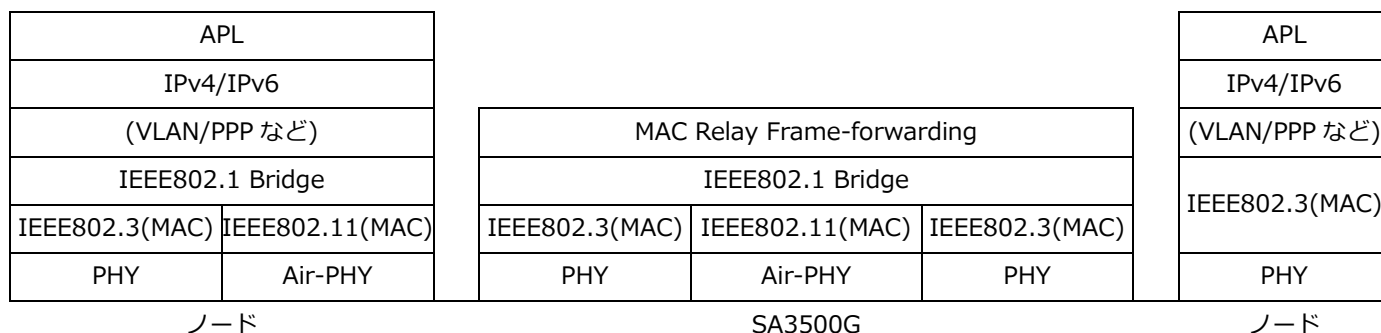 APL APL
IPv4/IPv6 IPv4/IPv6
(VLAN/PPP など) MAC Relay Frame-forwarding (VLAN/PPP など)
IEEE802.1 Bridge IEEE802.1 Bridge
IEEE802.3(MAC) IEEE802.11(MAC) IEEE802.3(MAC) IEEE802.11(MAC) IEEE802.3(MAC) IEEE802.3(MAC)
PHY Air-PHY PHY Air-PHY PHY PHY
ノード SA3500G ノード